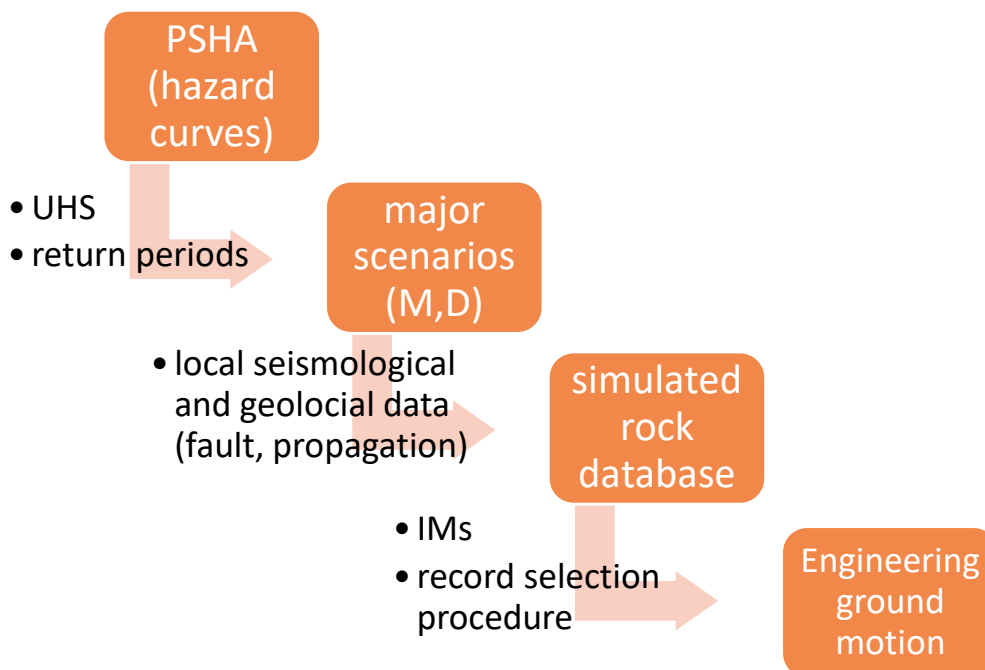 PSHA
(hazard
curves)
• UHS
• return periods
major
scenarios
(M,D)
• local seismological
and geolocial data
(fault, propagation)
simulated
rock
database
• IMs
• record selection
procedure
Engineering
ground
motion